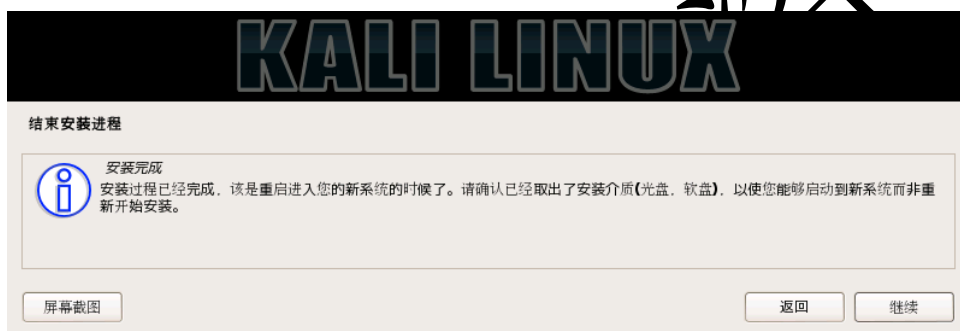 KALI LINUX
结束安装进程
安装完成
安装过程已经完成，该是重启进入您的新系统的时候了。请确认已经取出了安装介质(光盘，软盘)，以使您能够启动到新系统而非重
新开始安装。
屏幕截图
返回
继续